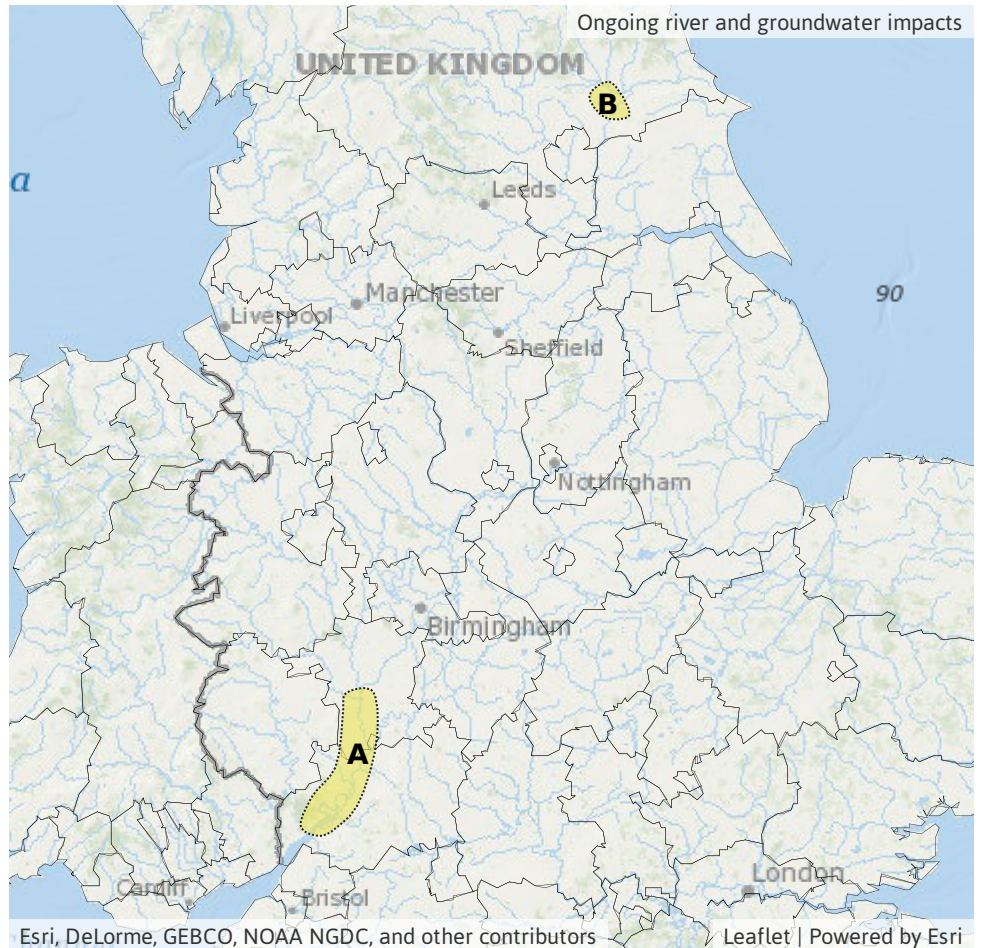 Ongoing river and groundwater impacts
UNITED KINGDOM
B
a
Leeds
Manchester
90
Liverpool
Sheffield
Nottingham
Birmingham
A
London
Cardiff
Bristol
Esri, DeLorme, GEBCO, NOAA NGDC, and other contributors
Leaflet | Powered by Esri